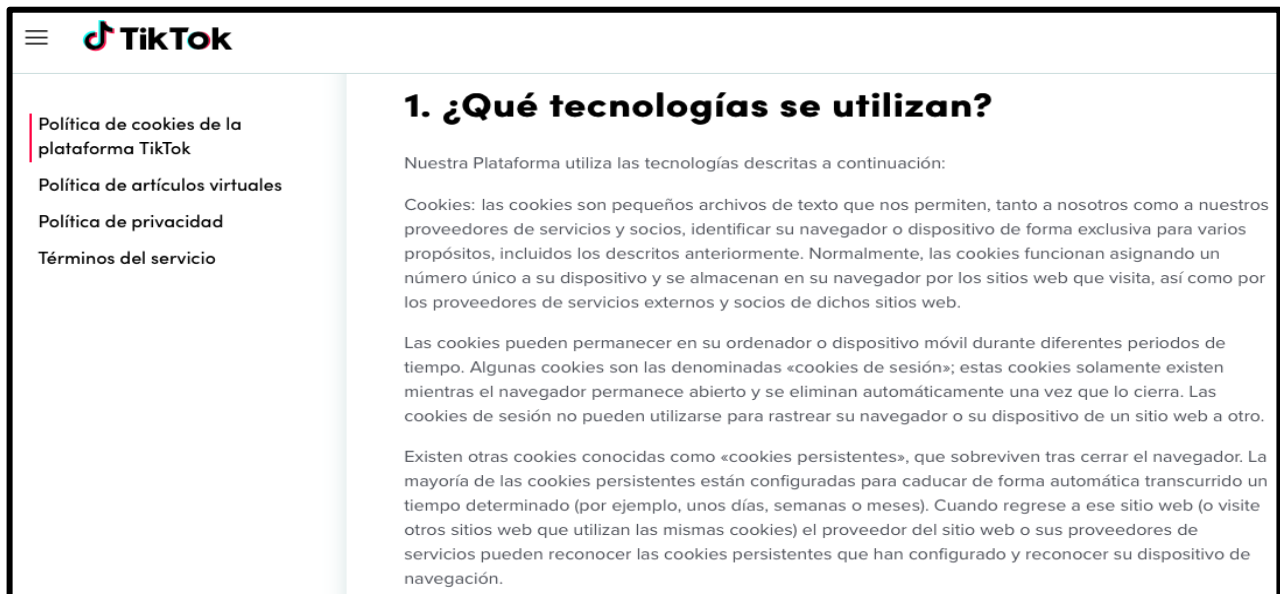 TikTok
Política de cookies de la
plataforma TikTok
Política de artículos virtuales
Política de privacidad
Términos del servicio
1. ¿Qué tecnologías se utilizan?
Nuestra Plataforma utiliza las tecnologías descritas a continuación:
Cookies: las cookies son pequeños archivos de texto que nos permiten, tanto a nosotros como a nuestros
proveedores de servicios y socios, identificar su navegador o dispositivo de forma exclusiva para varios
propósitos, incluidos los descritos anteriormente. Normalmente, las cookies funcionan asignando un
número único a su dispositivo y se almacenan en su navegador por los sitios web que visita, así como por
los proveedores de servicios externos y socios de dichos sitios web.
Las cookies pueden permanecer en su ordenador o dispositivo móvil durante diferentes periodos de
tiempo. Algunas cookies son las denominadas «cookies de sesión»; estas cookies solamente existen
mientras el navegador permanece abierto y se eliminan automáticamente una vez que lo cierra. Las
cookies de sesión no pueden utilizarse para rastrear su navegador o su dispositivo de un sitio web a otro.
Existen otras cookies conocidas como «cookies persistentes», que sobreviven tras cerrar el navegador. La
mayoría de las cookies persistentes están configuradas para caducar de forma automática transcurrido un
tiempo determinado (por ejemplo, unos días, semanas o meses). Cuando regrese a ese sitio web (o visite
otros sitios web que utilizan las mismas cookies) el proveedor del sitio web o sus proveedores de
servicios pueden reconocer las cookies persistentes que han configurado y reconocer su dispositivo de
navegación.